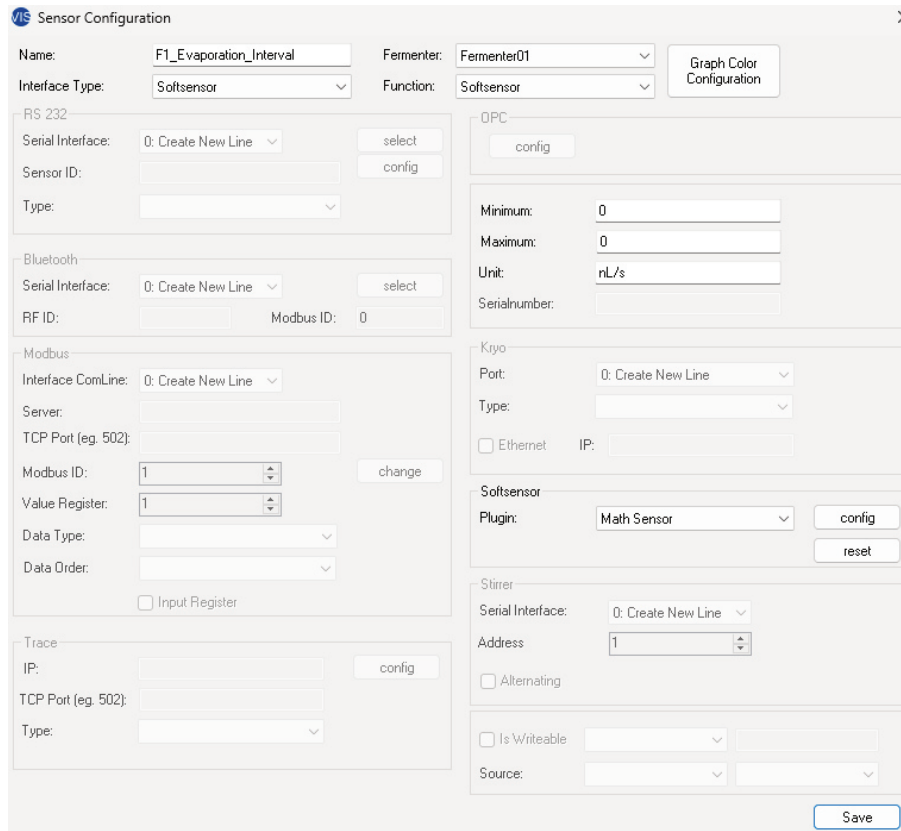 VIS Sensor Configuration
Name: F1_Evaporation_Interval
Interface Type: Softsensor
Fermenter: Fermenter01
Function: Softsensor
Graph Color
Configuration
RS 232
Serial Interface: 0: Create New Line select
Sensor ID: config
Type:
Bluetooth
Serial Interface: 0: Create New Line select
RF ID: Modbus ID: 0
Modbus
Interface ComLine: 0: Create New Line
Server:
TCP Port (eg. 502):
Modbus ID: 1 change
Value Register: 1
Data Type:
Data Order:
Input Register
Trace
IP: config
TCP Port (eg. 502):
Type:
OPC
config
Minimum: 0
Maximum: 0
Unit: nL/s
Serialnumber:
Kryo
Port: 0: Create New Line
Type:
Ethernet IP:
Softsensor
Plugin: Math Sensor config
reset
Stirrer
Serial Interface: 0: Create New Line
Address 1
Alternating
Is Writeable
Source:
Save